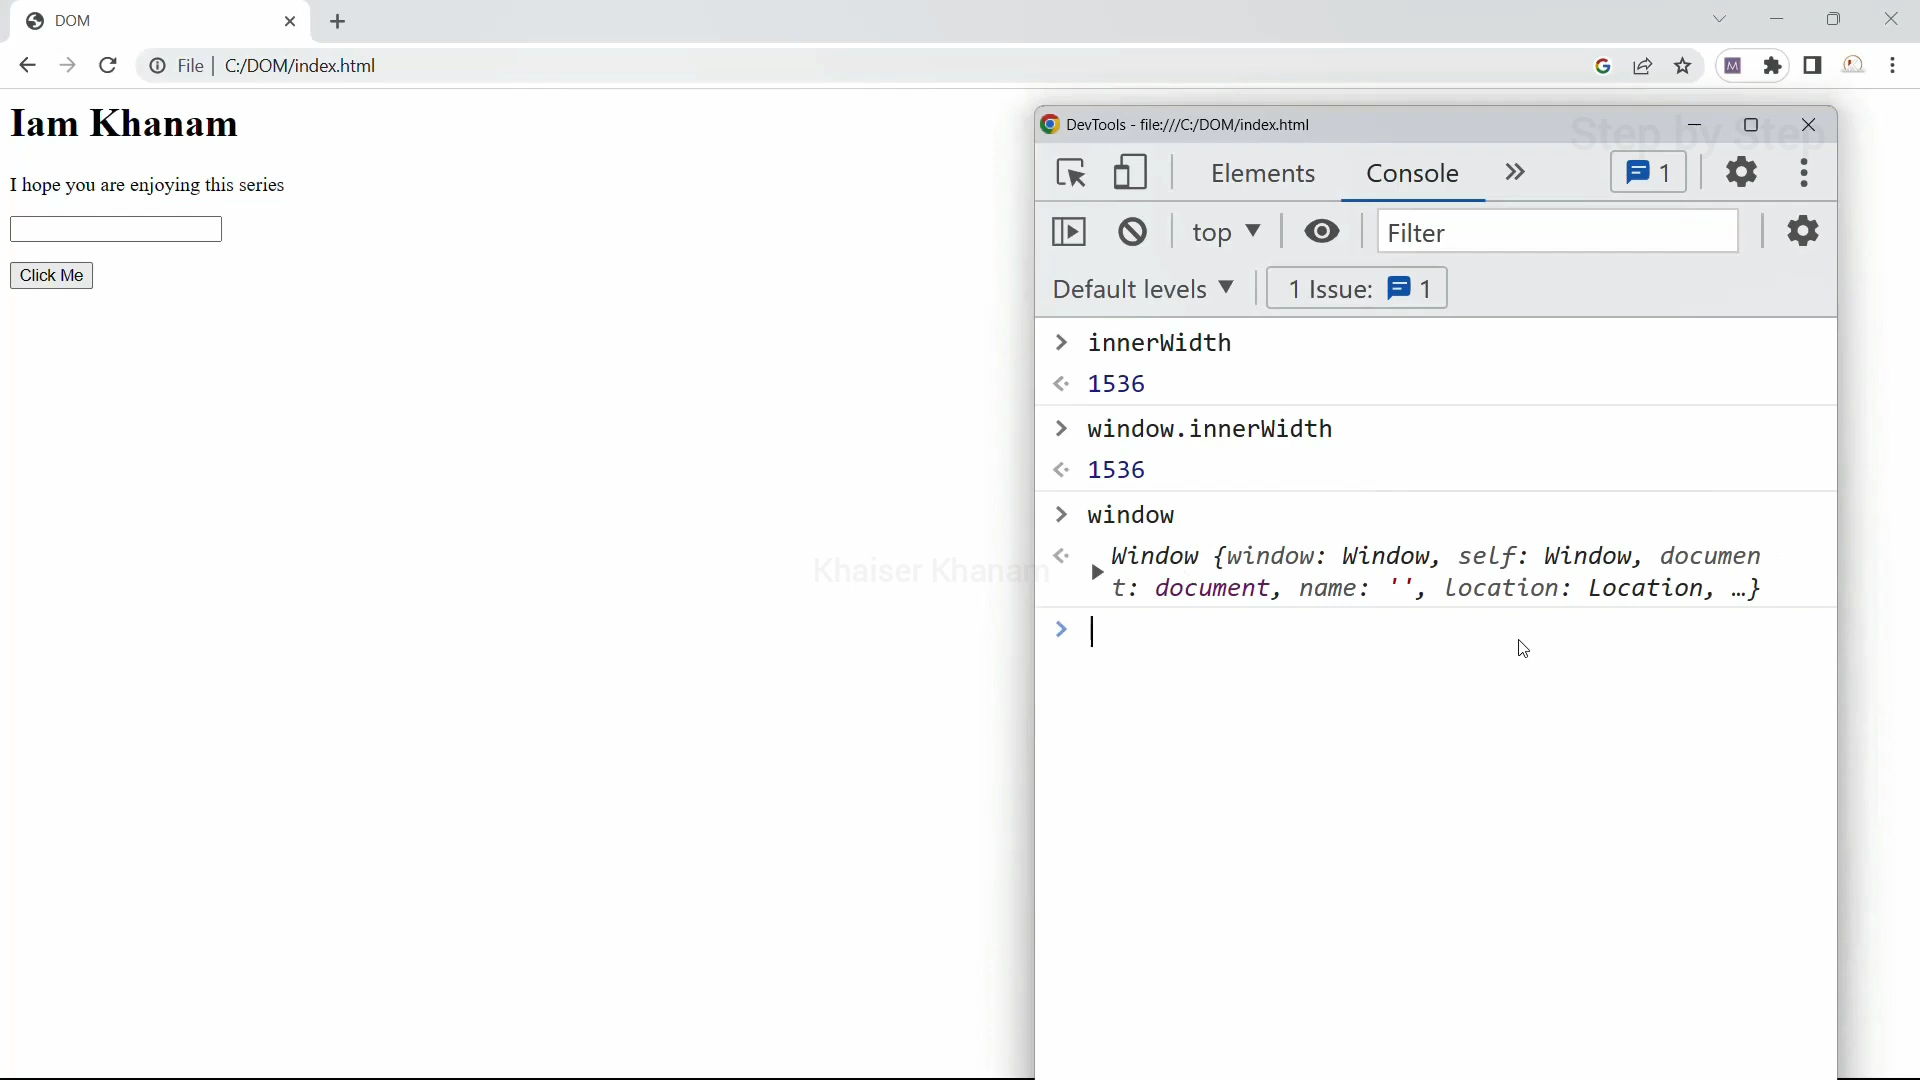 DOM
File
C:/DOM/index.html
Iam Khanam
I hope you are enjoying this series
Click Me
DevTools - file:///C:/DOM/index.html
Step by Step
Elements
Console
1
top
Filter
Default levels
1 Issue:
1
innerWidth
1536
window.innerWidth
1536
window
Window {window: Window, self: Window, documen
t: document, name: '', location: Location, …}
Khaiser Khanam